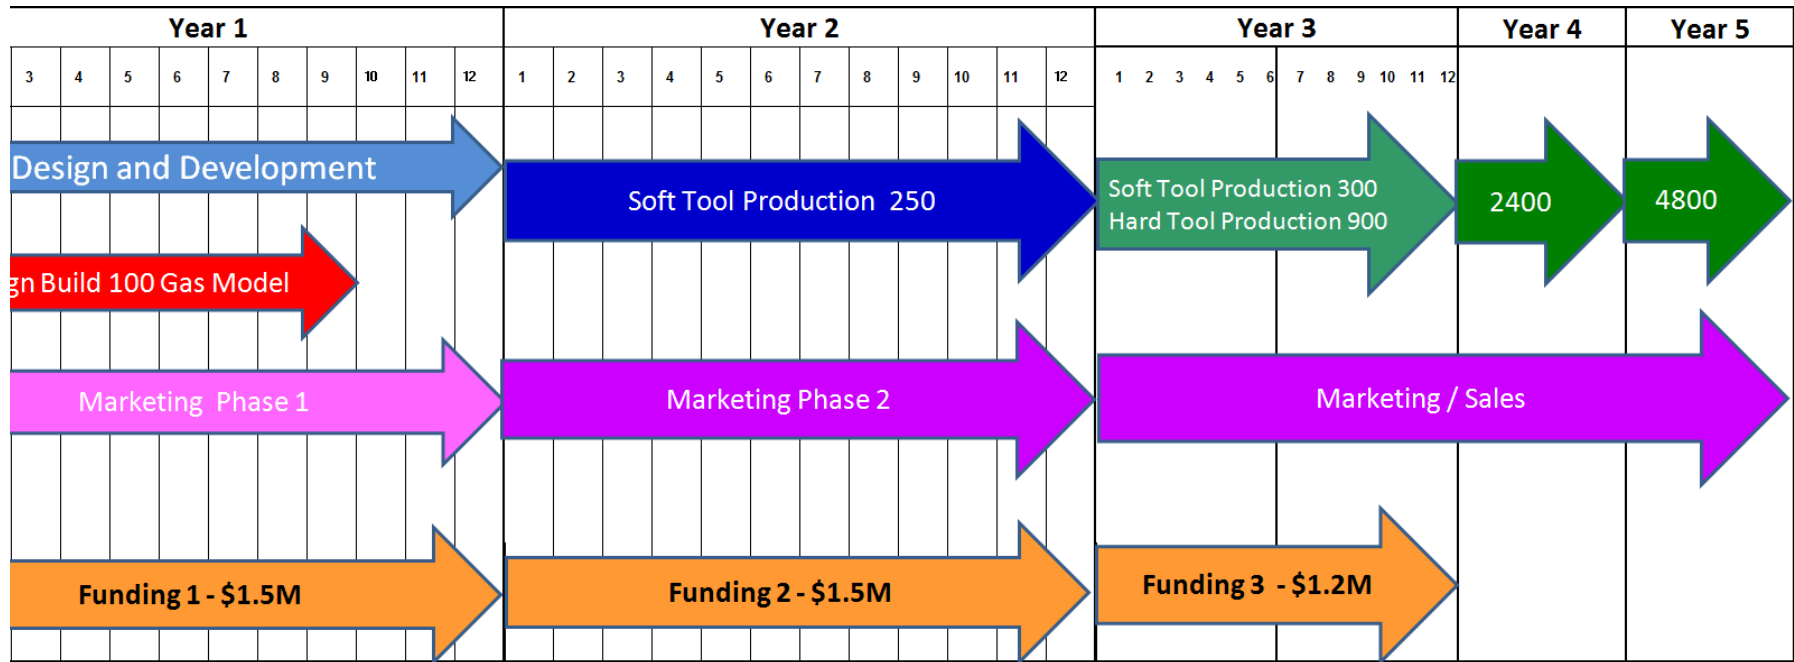 Year 1 Year 2 Year 3 Year 4 Year 5
3 4 5 6 7 8 9 10 11 12 1 2 3 4 5 6 7 8 9 10 11 12 1 2 3 4 5 6 7 8 9 10 11 12
Design and Development
Soft Tool Production 250
Soft Tool Production 300
Hard Tool Production 900
2400
4800
gn Build 100 Gas Model
Marketing Phase 1
Marketing Phase 2
Marketing / Sales
Funding 1 - $1.5M
Funding 2 - $1.5M
Funding 3 - $1.2M